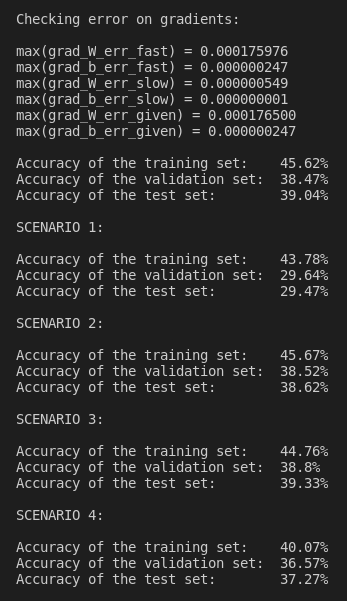 Checking error on gradients:
max(grad_W_err_fast) = 0.000175976
max(grad_b_err_fast) = 0.000000247
max(grad_W_err_slow) = 0.000000549
max(grad_b_err_slow) = 0.000000001
max(grad_W_err_given) = 0.000176500
max(grad_b_err_given) = 0.000000247
Accuracy of the training set:    45.62%
Accuracy of the validation set:  38.47%
Accuracy of the test set:        39.04%
SCENARIO 1:
Accuracy of the training set:    43.78%
Accuracy of the validation set:  29.64%
Accuracy of the test set:        29.47%
SCENARIO 2:
Accuracy of the training set:    45.67%
Accuracy of the validation set:  38.52%
Accuracy of the test set:        38.62%
SCENARIO 3:
Accuracy of the training set:    44.76%
Accuracy of the validation set:  38.8%
Accuracy of the test set:        39.33%
SCENARIO 4:
Accuracy of the training set:    40.07%
Accuracy of the validation set:  36.57%
Accuracy of the test set:        37.27%